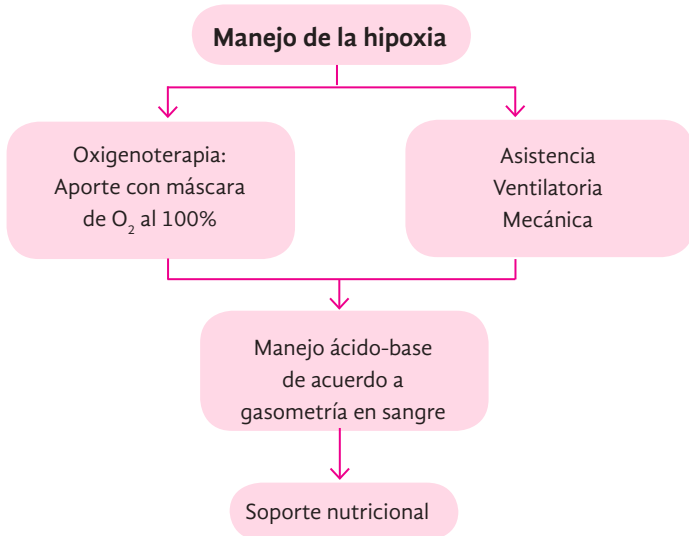 Manejo de la hipoxia
Oxigenoterapia:
Aporte con máscara
de O₂ al 100%
Asistencia
Ventilatoria
Mecánica
Manejo ácido-base
de acuerdo a
gasometría en sangre
Soporte nutricional